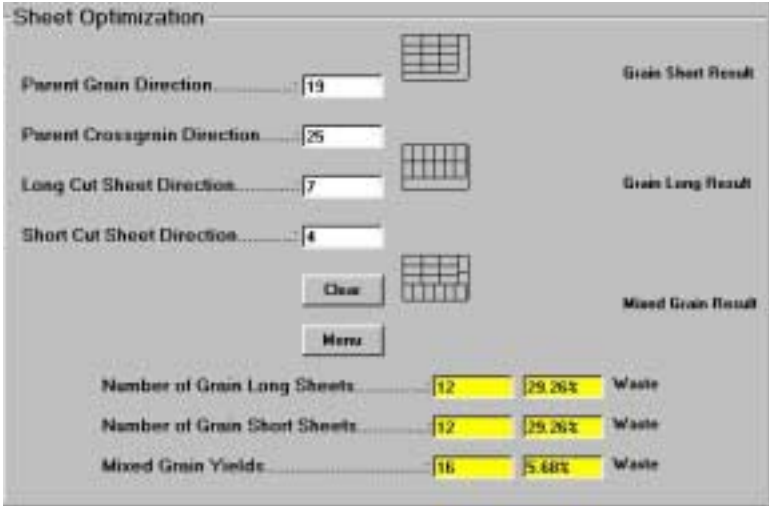 Sheet Optimization
Parent Grain Direction..............: 19
Grain Short Result
Parent Crossgrain Direction......: 25
Long Cut Sheet Direction..........: 7
Grain Long Result
Short Cut Sheet Direction..........: 4
Clear
Mixed Grain Result
Menu
Number of Grain Long Sheets..............: 12 29.26% Waste
Number of Grain Short Sheets..............: 12 29.26% Waste
Mixed Grain Yields................................: 16 5.68% Waste